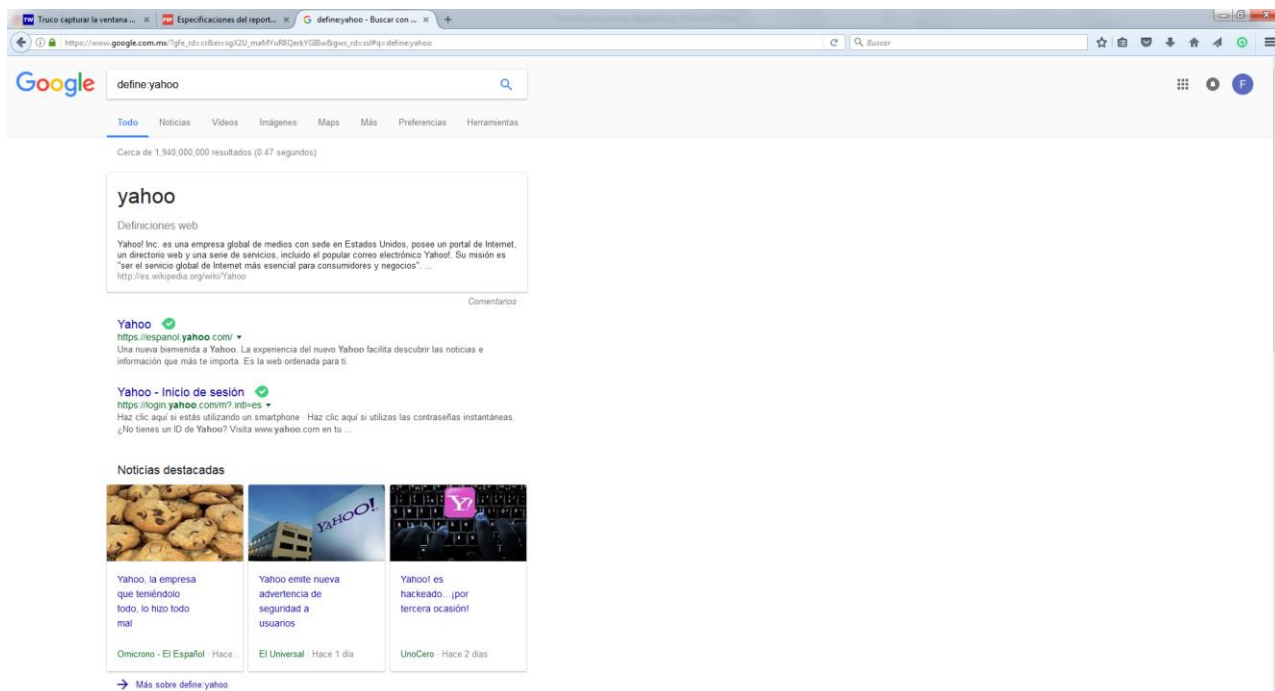 Truco capturar la ventana ...
Especificaciones del report...
define:yahoo - Buscar con ...
https://www.google.com.mx/?gfe_rd=cr&ei=
#q=define:yahoo
Buscar
Google
define:yahoo
F
Todo Noticias Vídeos Imágenes Maps Más Preferencias Herramientas
Cerca de 1,940,000,000 resultados (0.47 segundos)
yahoo
Definiciones web
Yahoo! Inc. es una empresa global de medios con sede en Estados Unidos, posee un portal de Internet,
un directorio web y una serie de servicios, incluido el popular correo electrónico Yahoo!. Su misión es
"ser el servicio global de Internet más esencial para consumidores y negocios". ...
http://es.wikipedia.org/wiki/Yahoo
Comentarios
Yahoo
https://espanol.yahoo.com/
Una nueva bienvenida a Yahoo. La experiencia del nuevo Yahoo facilita descubrir las noticias e
información que más te importa. Es la web ordenada para ti.
Yahoo - Inicio de sesión
https://login.yahoo.com/m?.intl=es
Haz clic aquí si estás utilizando un smartphone · Haz clic aquí si utilizas las contraseñas instantáneas.
¿No tienes un ID de Yahoo? Visita www.yahoo.com en tu ...
Noticias destacadas
YAHOO!
Y!
Yahoo, la empresa
que teniéndolo
todo, lo hizo todo
mal
Omicrono - El Español · Hace...
Yahoo emite nueva
advertencia de
seguridad a
usuarios
El Universal · Hace 1 día
Yahoo! es
hackeado... ¡por
tercera ocasión!
UnoCero · Hace 2 días
Más sobre define:yahoo